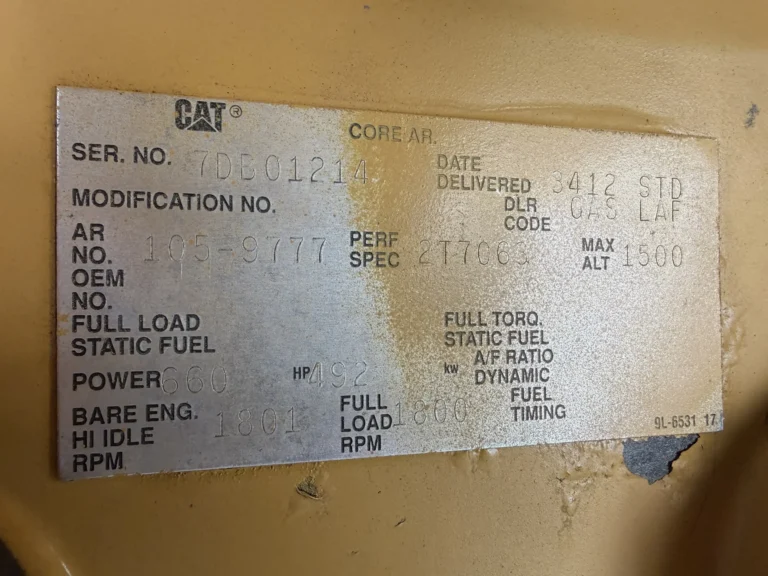 CAT®
CORE AR.
SER. NO. 7DB01214
DATE DELIVERED 3412 STD
MODIFICATION NO.
DLR CODE GAS LAF
AR NO. 105-9777
PERF SPEC 2T7063
MAX ALT 1500
OEM NO.
FULL LOAD STATIC FUEL
FULL TORQ. STATIC FUEL
A/F RATIO DYNAMIC
POWER 660 HP 492 kw
FUEL TIMING
BARE ENG. HI IDLE RPM 1801
FULL LOAD RPM 1800
9L-6531 17